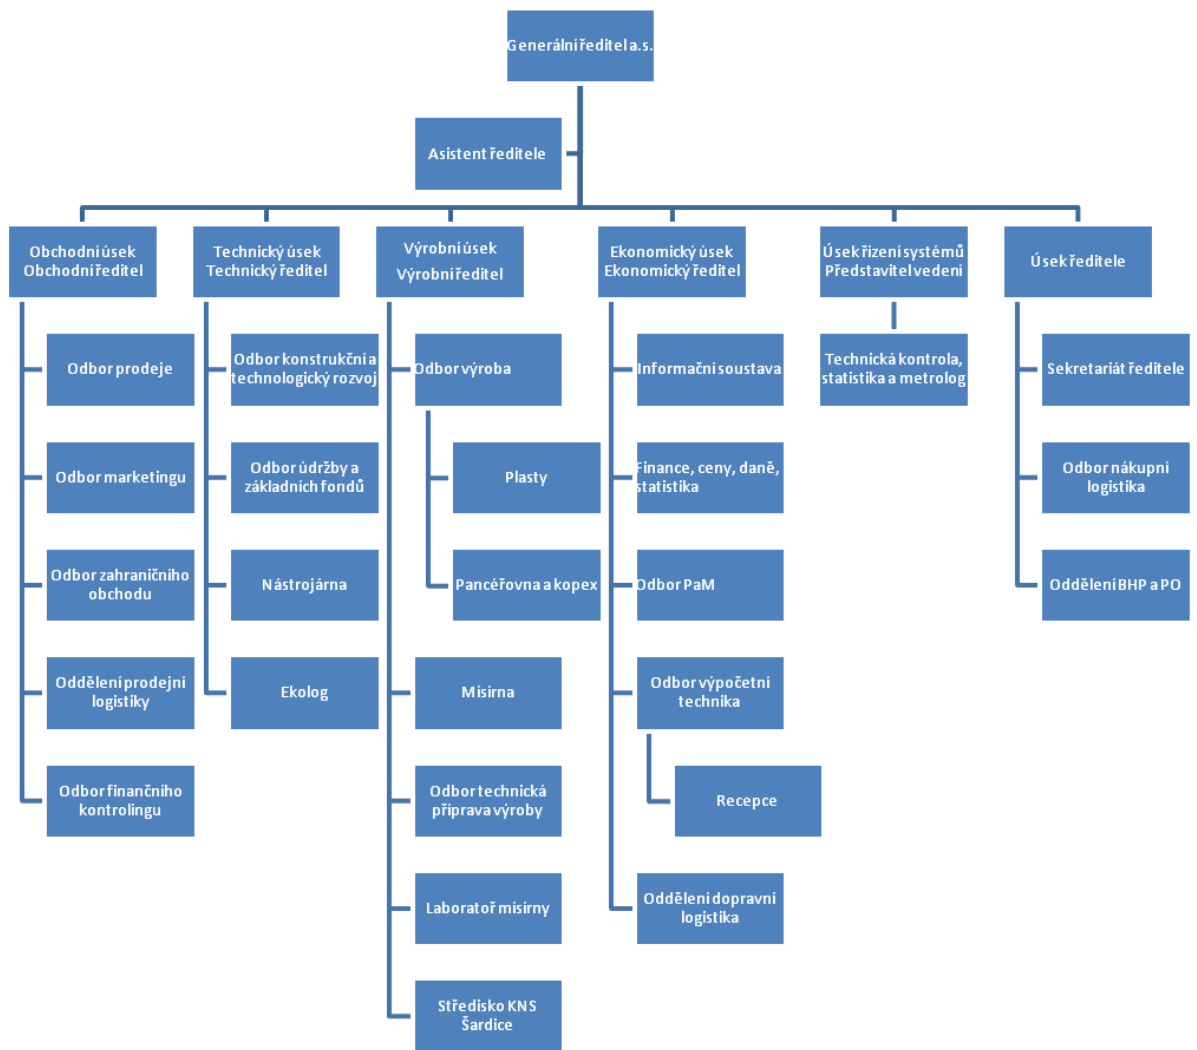 Generální ředitel a.s.
Asistent ředitele
Obchodní úsek
Obchodní ředitel
Technický úsek
Technický ředitel
Výrobní úsek
Výrobní ředitel
Ekonomický úsek
Ekonomický ředitel
Úsek řízení systémů
Představitel vedení
Úsek ředitele
Odbor prodeje
Odbor marketingu
Odbor zahraničního
obchodu
Oddělení prodejní
logistiky
Odbor finančního
kontrolingu
Odbor konstrukční a
technologický rozvoj
Odbor údržby a
základních fondů
Nástrojárna
Ekolog
Odbor výroba
Plasty
Pancéřovna a kopex
Mísírna
Odbor technická
příprava výroby
Laboratoř mísírny
Středisko KNS
Šardice
Informační soustava
Finance, ceny, daně,
statistika
Odbor PaM
Odbor výpočetní
technika
Recepce
Oddělení dopravní
logistika
Technická kontrola,
statistika a metrolog
Sekretariát ředitele
Odbor nákupní
logistika
Oddělení BHP a PO